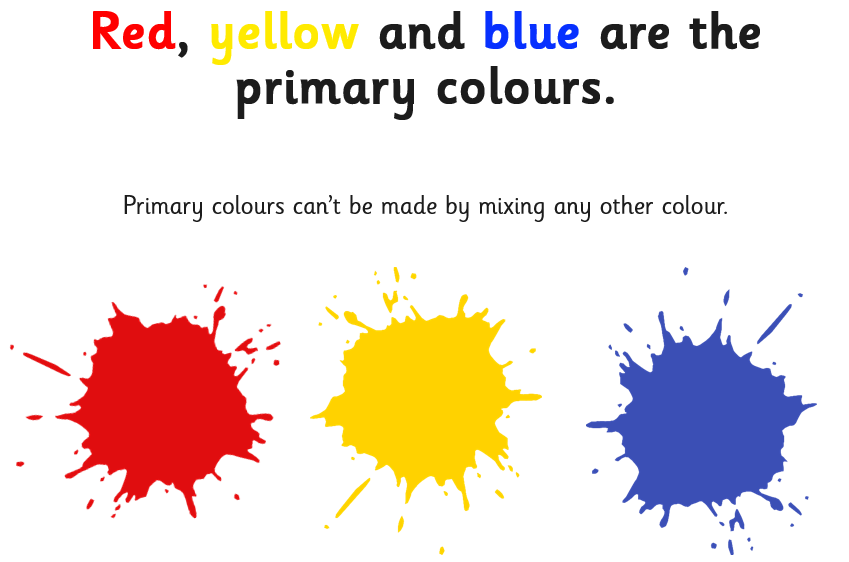 Red, yellow and blue are the
primary colours.
Primary colours can’t be made by mixing any other colour.